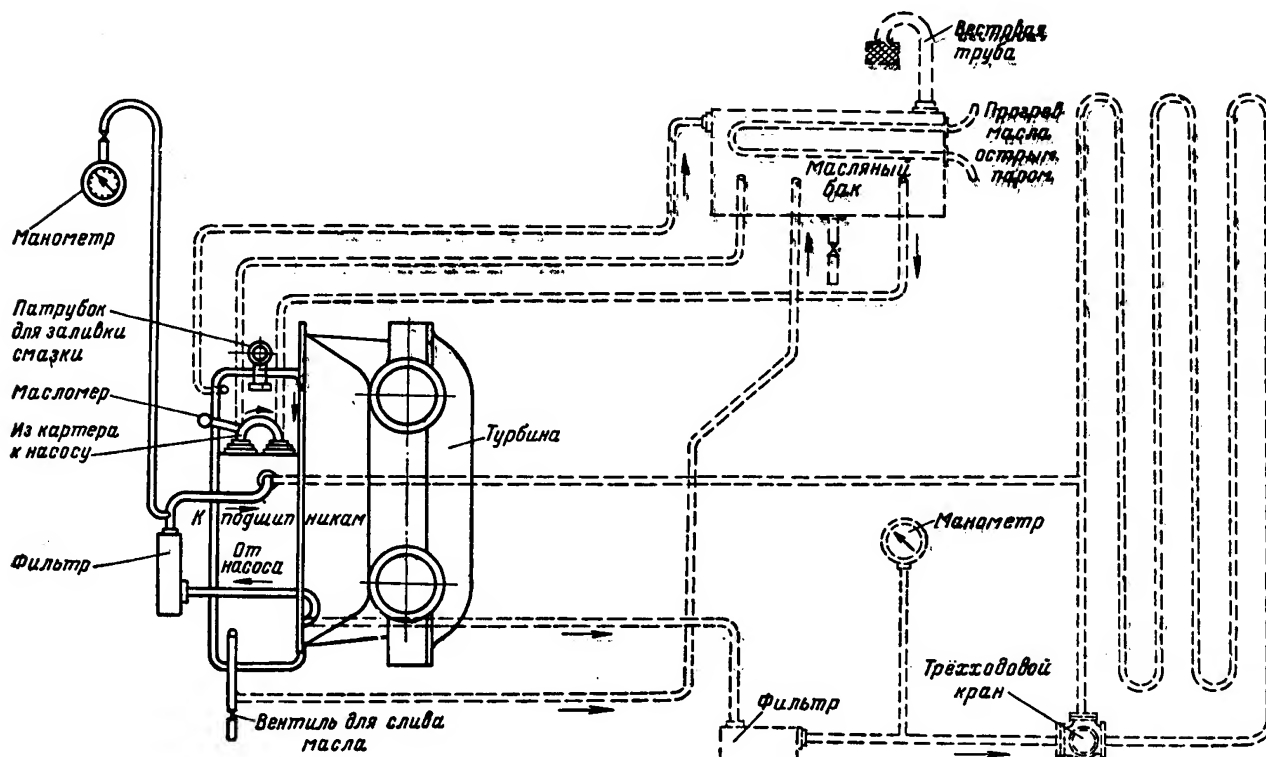 Вестовая
труба
Прогрев
масла
острым
паром
Масляный
бак
Манометр
Патрубок
для заливки
смазки
Масломер
Из картера
к насосу
Турбина
К подшипникам
Манометр
От
насоса
Фильтр
Трёхходовой
кран
Фильтр
Вентиль для слива
масла